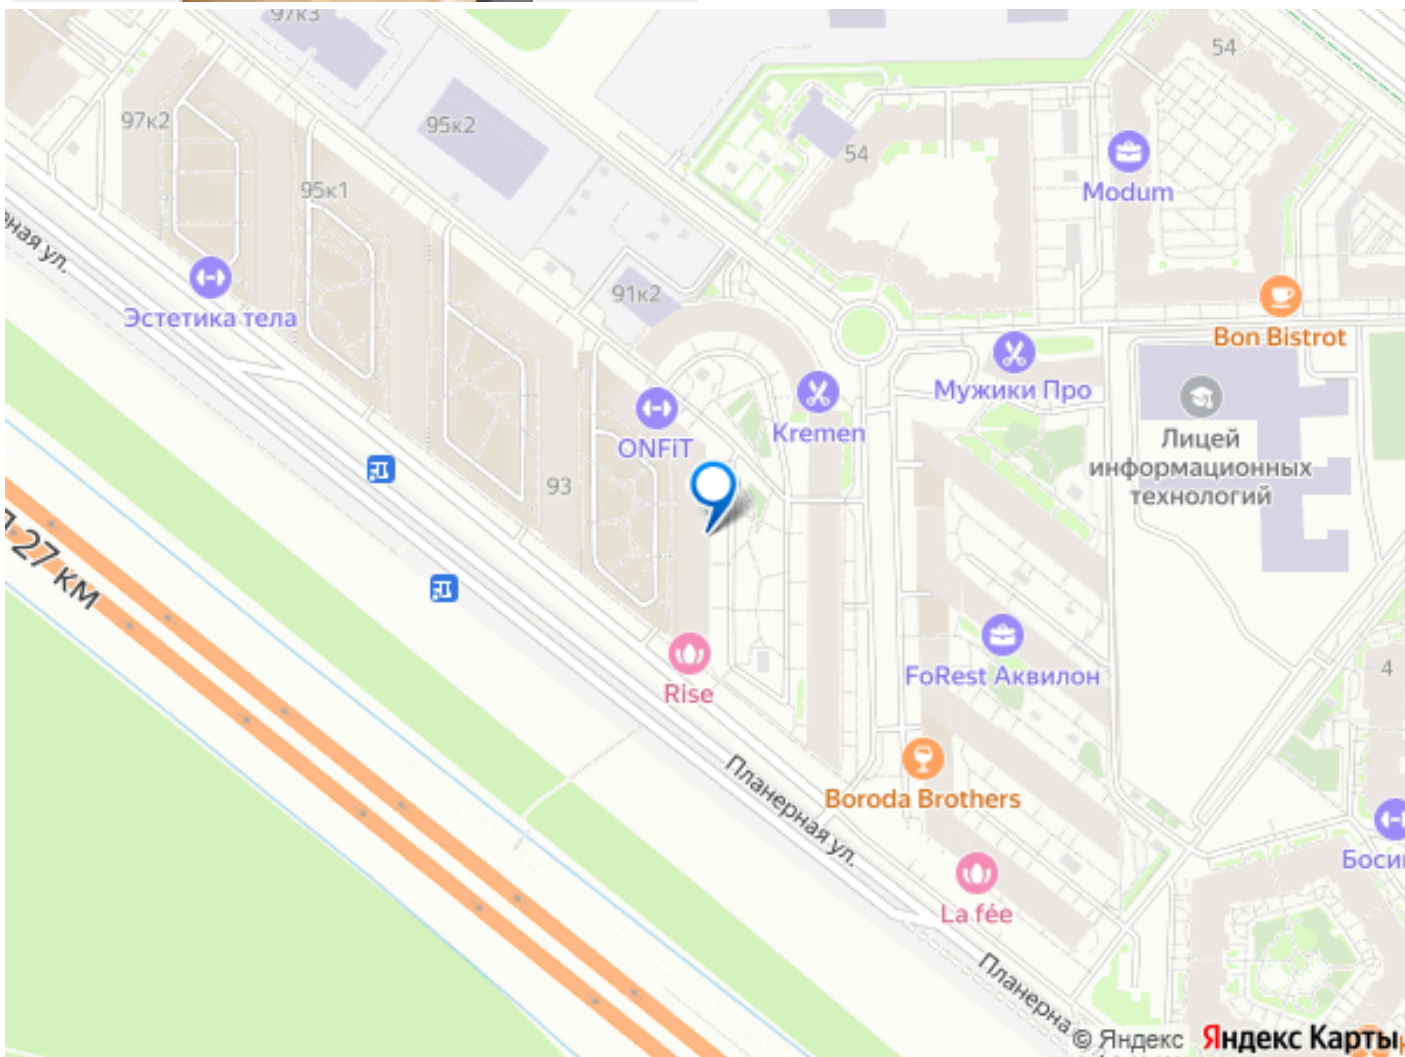 97к3
54
97к2
95к2
54
Modum
95к1
ная ул.
91к2
Эстетика тела
Bon Bistrot
Мужики Про
Kremen
ONFiT
Лицей
информационных
технологий
93
27 км
FoRest Аквилон
4
Rise
Планерная ул.
Boroda Brothers
Боси
La fée
Планерна
© Яндекс Яндекс Карты